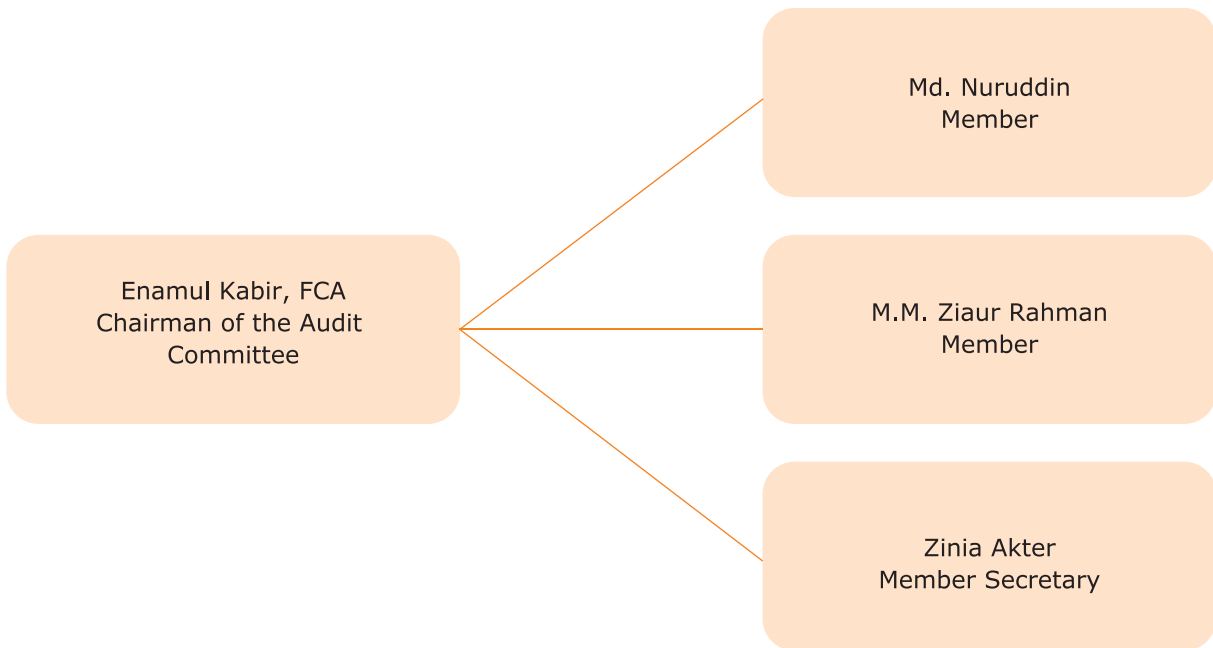 Md. Nuruddin
Member
Enamul Kabir, FCA
Chairman of the Audit
Committee
M.M. Ziaur Rahman
Member
Zinia Akter
Member Secretary